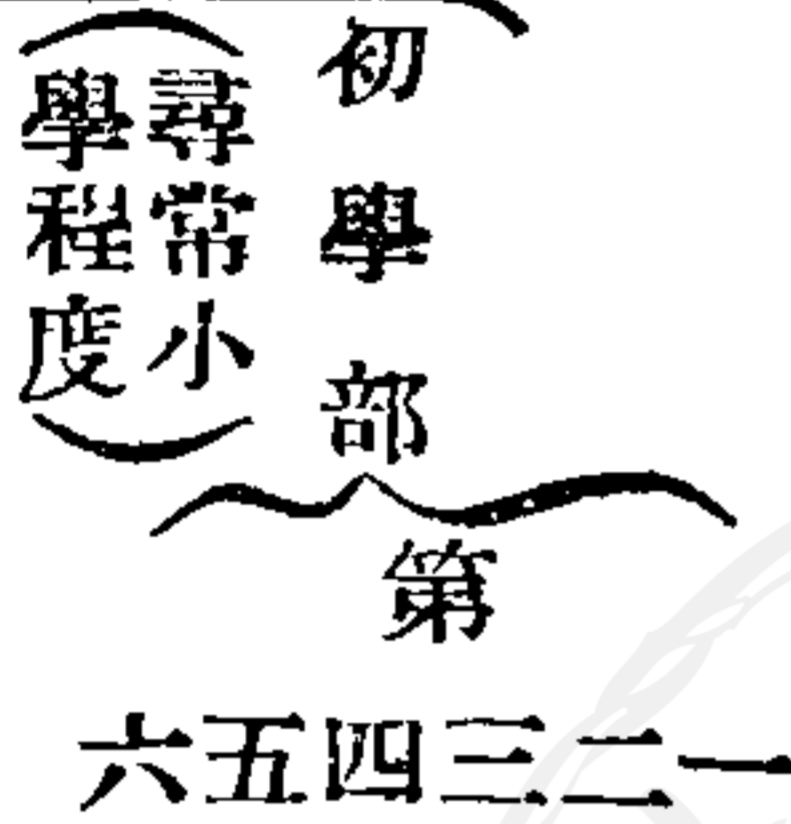 初學部
（尋常小
學程度）
第
一二三四五六